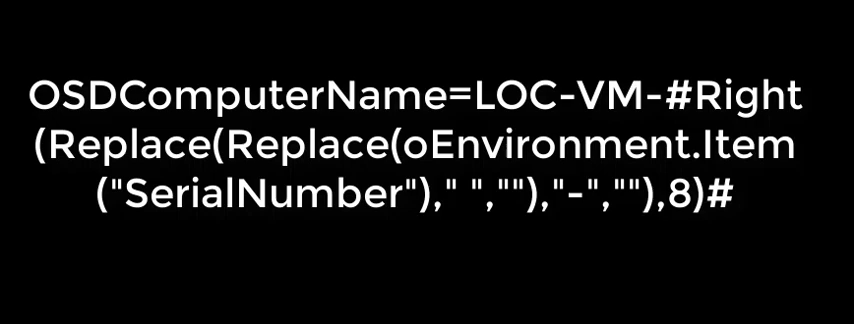 OSDComputerName=LOC-VM-#Right
(Replace(Replace(oEnvironment.Item
("SerialNumber")," ",""),"-",""),8)#